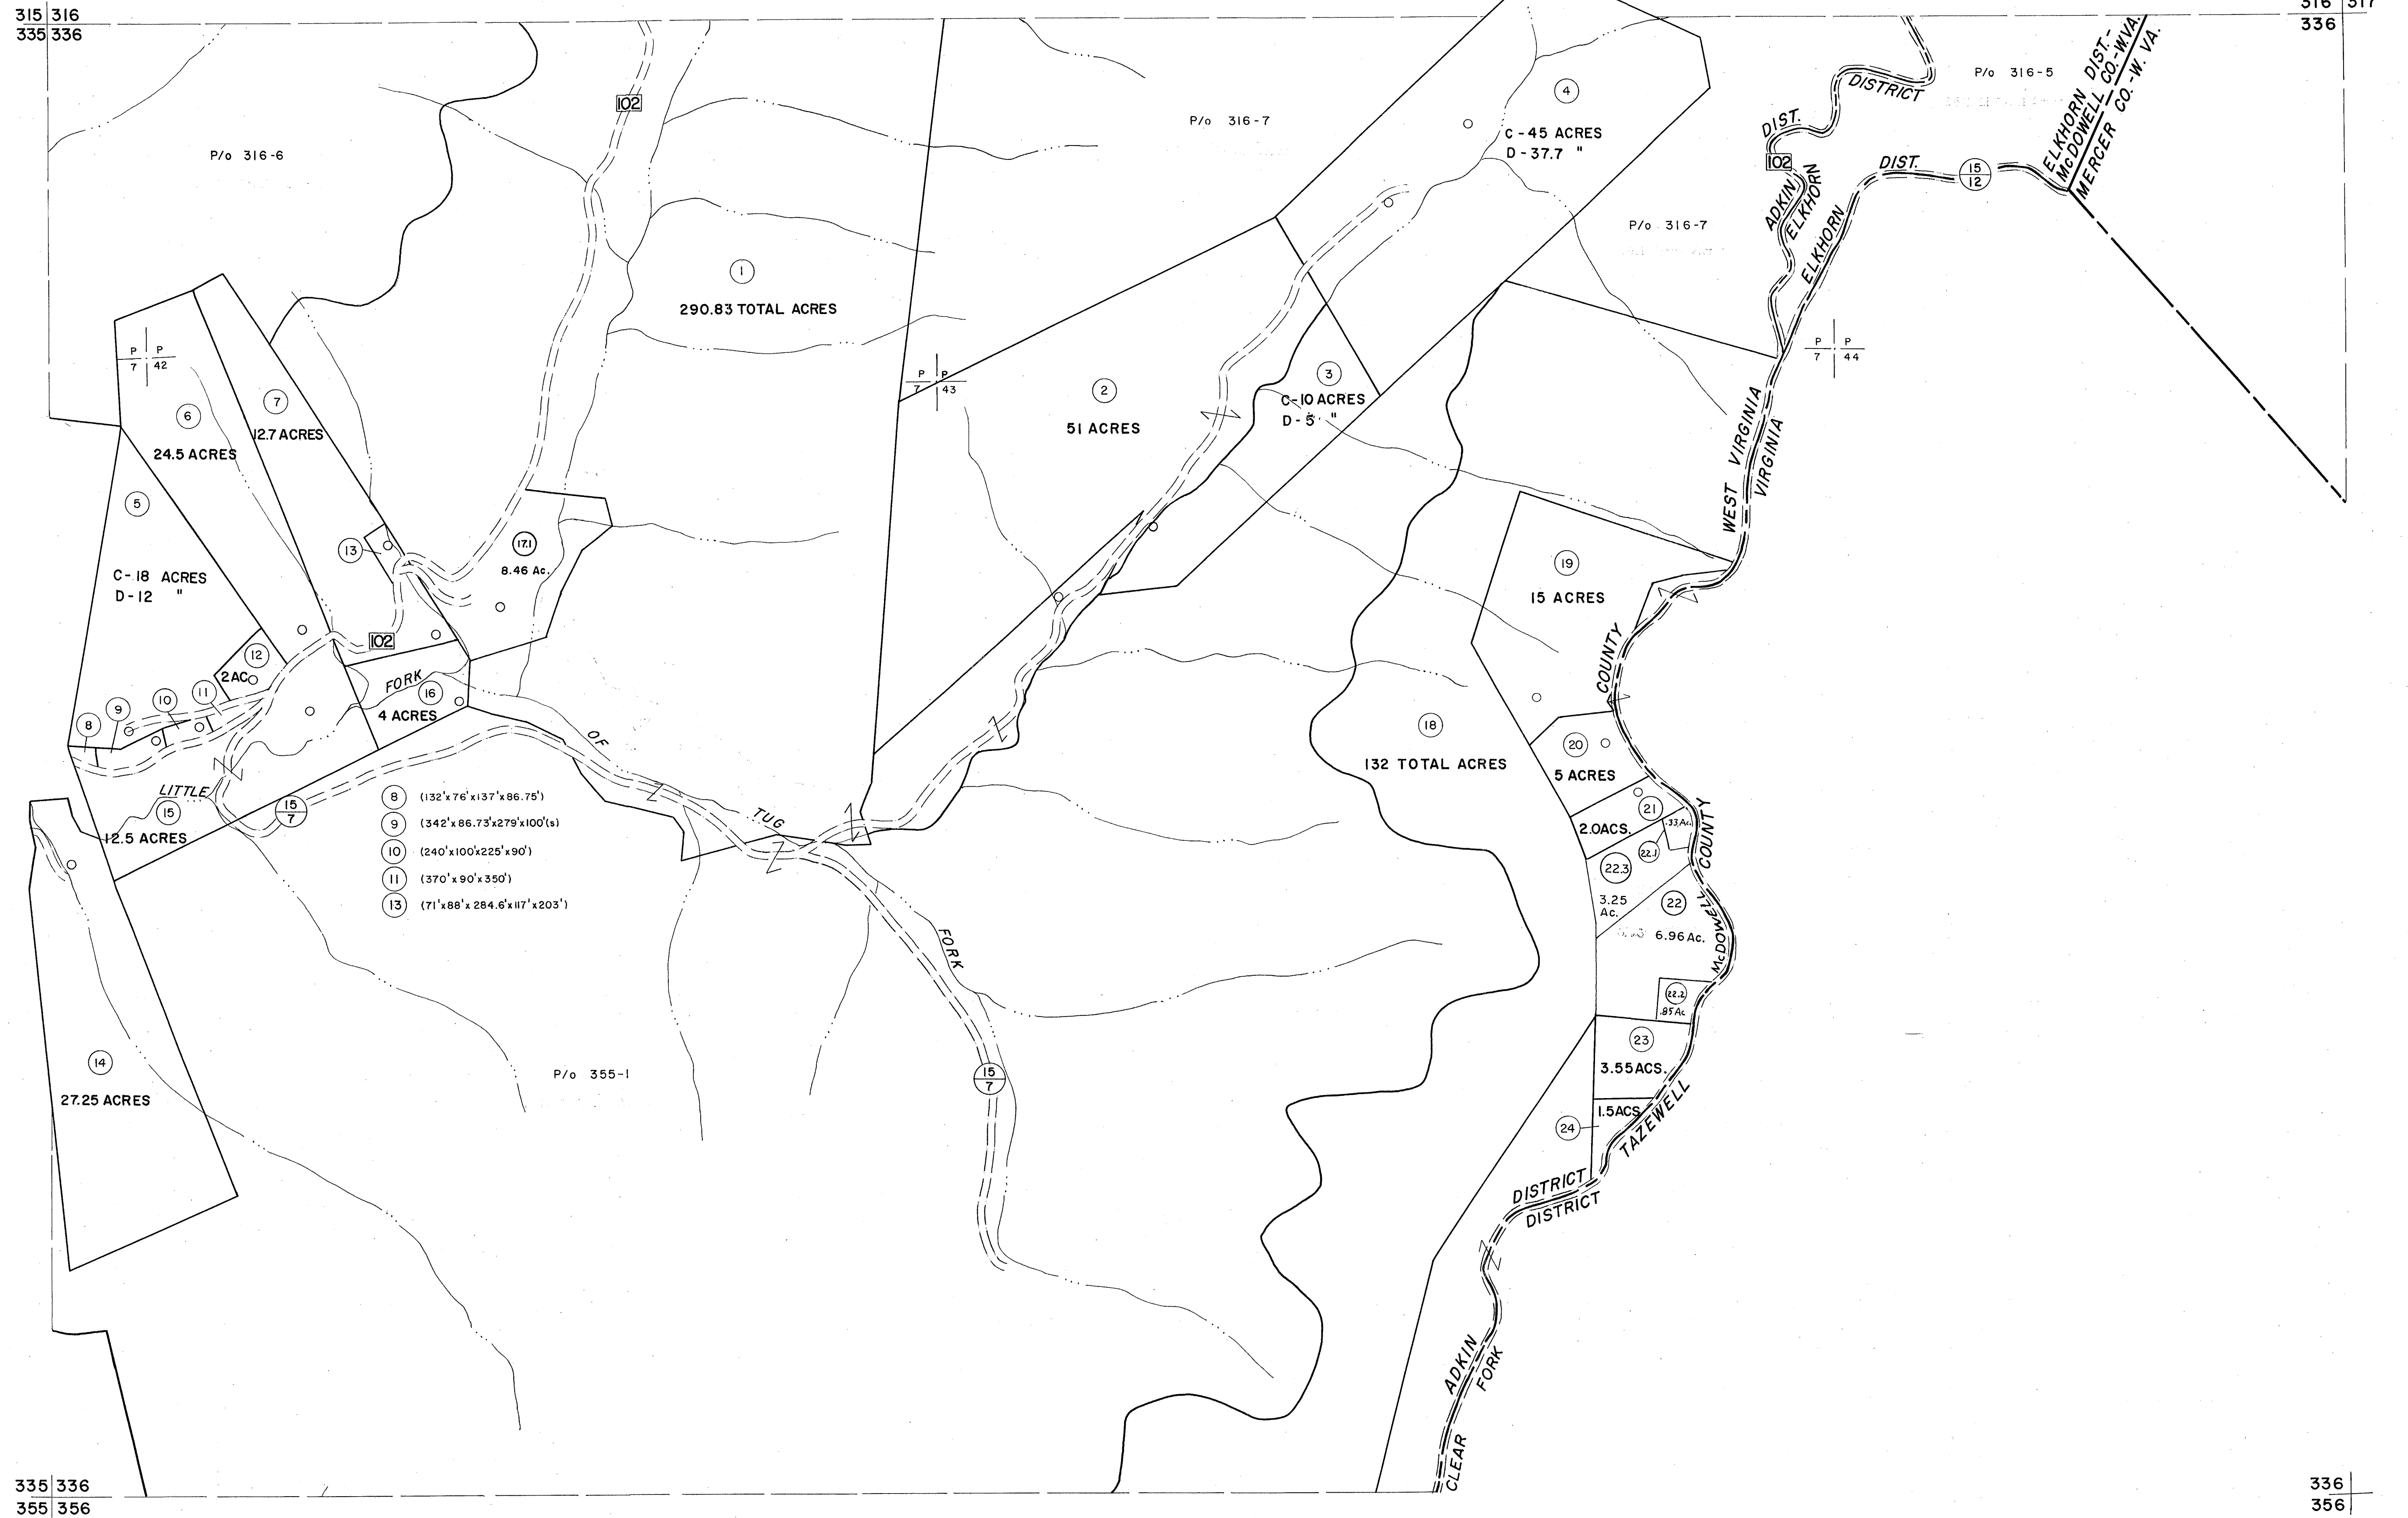 315 316
335 336
316 317
336
P/o 316-6
102
P/o 316-7
4
C-45 ACRES
D-37.7 "
DISTRICT
DIST.
102
ADKIN
ELKHORN
P/o 316-5
ELKHORN DIST.-
McDOWELL CO.-W.VA.
MERCER CO.-W. VA.
DIST.
15
12
ELKHORN
P/o 316-7
1
290.83 TOTAL ACRES
P P
7 42
P P
7 43
P P
7 44
6
24.5 ACRES
7
12.7 ACRES
2
51 ACRES
3
C-10 ACRES
D-5 "
WEST VIRGINIA
VIRGINIA
5
C-18 ACRES
D-12 "
13
17.1
8.46 Ac.
19
15 ACRES
102
12
2AC
11
10
9
8
FORK
16
4 ACRES
OF
TUG
FORK
COUNTY
18
132 TOTAL ACRES
20
5 ACRES
21
2.0ACS.
.33 Ac.
22.1
22.3
3.25
Ac.
22
6.96 Ac.
COUNTY
McDOWELL
22.2
.85 Ac
23
3.55ACS.
1.5ACS.
24
TAZEWELL
LITTLE
15
12.5 ACRES
15
7
8 (132'x76'x137'x86.75')
9 (342'x86.73'x279'x100'(s)
10 (240'x100'x225'x90')
11 (370'x90'x350')
13 (71'x88'x284.6'x117'x203')
14
27.25 ACRES
P/o 355-1
15
7
DISTRICT
DISTRICT
ADKIN
FORK
CLEAR
335 336
355 356
336
356